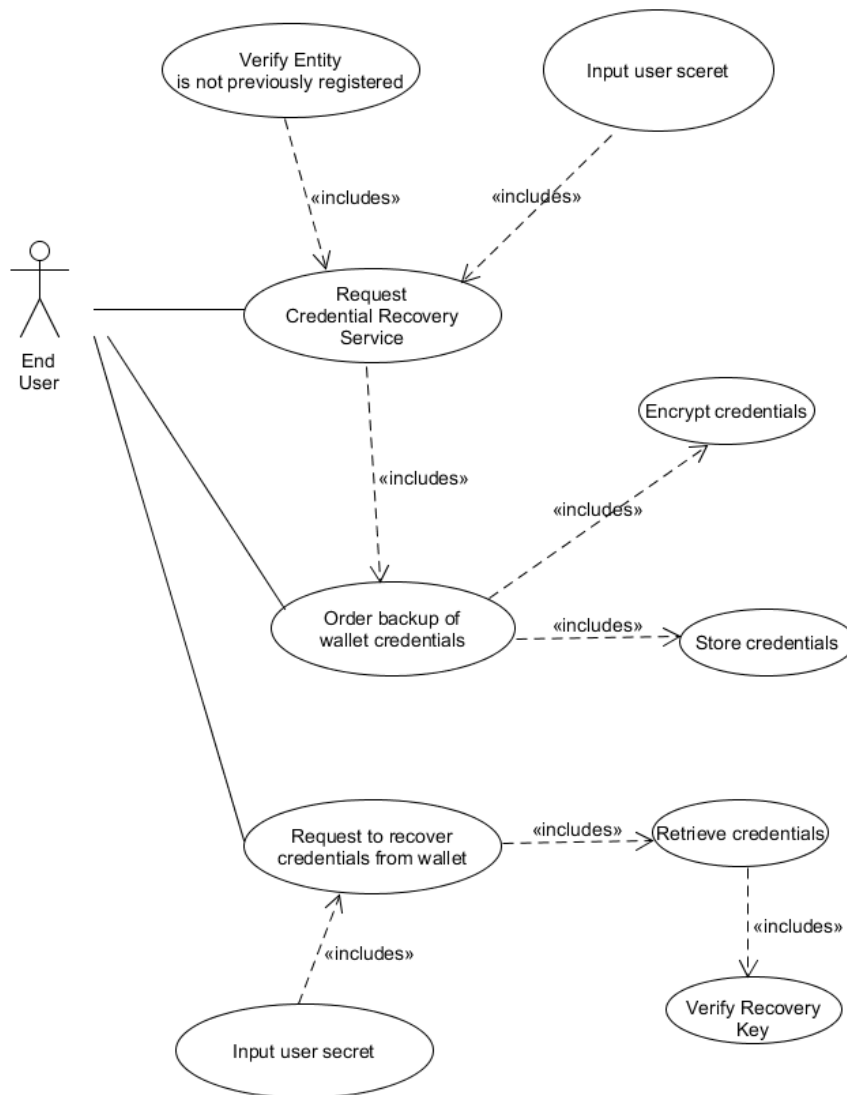 Verify Entity
is not previously registered
Input user sceret
«includes»
«includes»
Request
Credential Recovery
Service
End
User
Encrypt credentials
«includes»
«includes»
Order backup of
wallet credentials
«includes»
Store credentials
Request to recover
credentials from wallet
«includes»
Retrieve credentials
«includes»
«includes»
Verify Recovery
Key
Input user secret